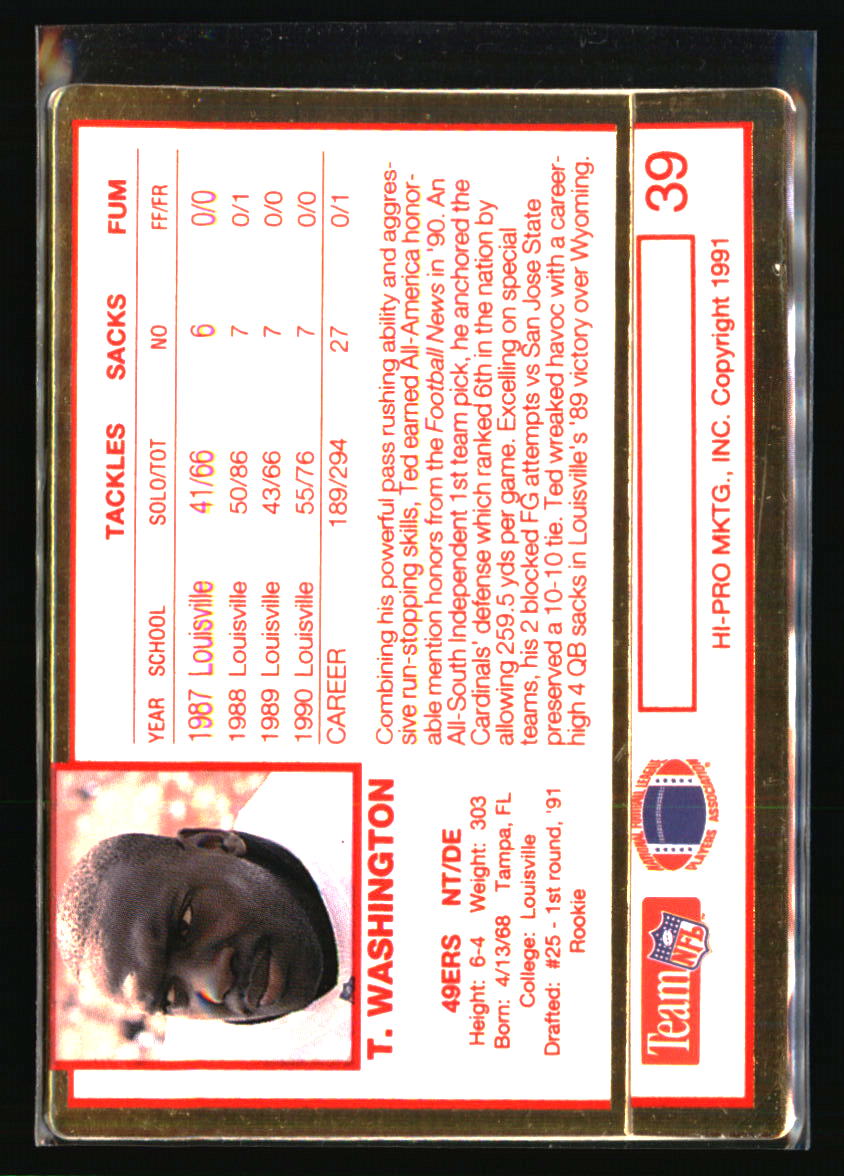 T. WASHINGTON
49ERS NT/DE
Height: 6-4 Weight: 303
Born: 4/13/68 Tampa, FL
College: Louisville
Drafted: #25 - 1st round, '91
Rookie
TACKLES SACKS FUM
YEAR SCHOOL SOLO/TOT NO FF/FR
1987 Louisville 41/66 6 0/0
1988 Louisville 50/86 7 0/1
1989 Louisville 43/66 7 0/0
1990 Louisville 55/76 7 0/0
CAREER 189/294 27 0/1
Combining his powerful pass rushing ability and aggres-
sive run-stopping skills, Ted earned All-America honor-
able mention honors from the Football News in '90. An
All-South Independent 1st team pick, he anchored the
Cardinals' defense which ranked 6th in the nation by
allowing 259.5 yds per game. Excelling on special
teams, his 2 blocked FG attempts vs San Jose State
preserved a 10-10 tie. Ted wreaked havoc with a career-
high 4 QB sacks in Louisville's '89 victory over Wyoming.
Team NFL™
NATIONAL FOOTBALL LEAGUE
PLAYERS ASSOCIATION
39
HI-PRO MKTG., INC. Copyright 1991